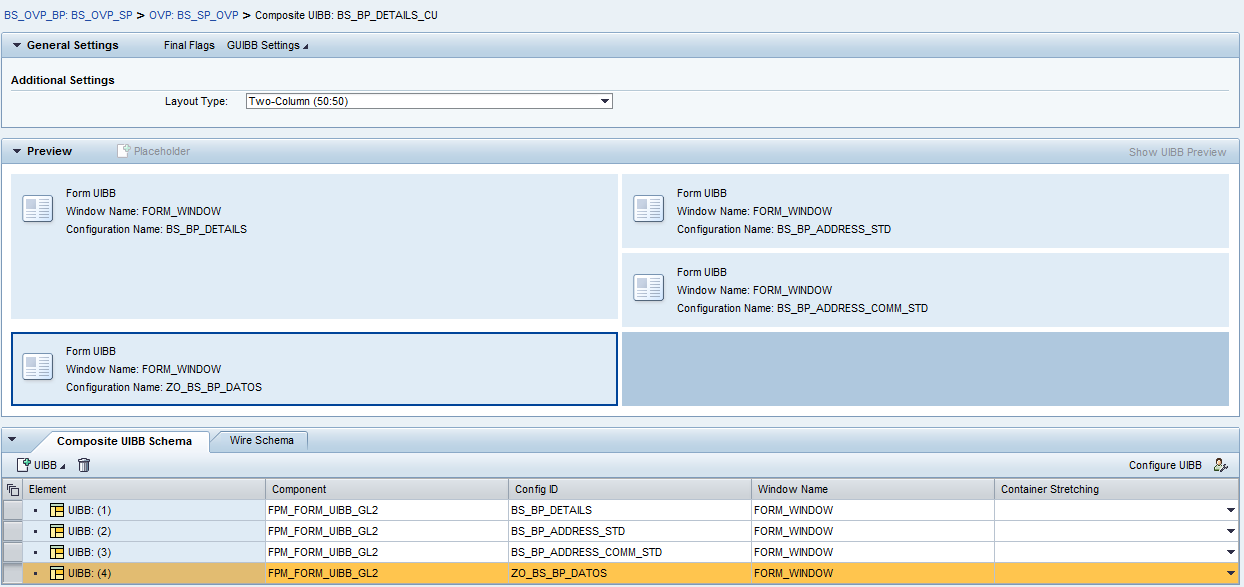 BS_OVP_BP: BS_OVP_SP > OVP: BS_SP_OVP > Composite UIBB: BS_BP_DETAILS_CU
General Settings Final Flags GUIBB Settings
Additional Settings
Layout Type: Two-Column (50:50)
Preview Placeholder Show UIBB Preview
Form UIBB
Window Name: FORM_WINDOW
Configuration Name: BS_BP_DETAILS
Form UIBB
Window Name: FORM_WINDOW
Configuration Name: BS_BP_ADDRESS_STD
Form UIBB
Window Name: FORM_WINDOW
Configuration Name: BS_BP_ADDRESS_COMM_STD
Form UIBB
Window Name: FORM_WINDOW
Configuration Name: ZO_BS_BP_DATOS
Composite UIBB Schema Wire Schema
UIBB Configure UIBB
Element Component Config ID Window Name Container Stretching
UIBB: (1) FPM_FORM_UIBB_GL2 BS_BP_DETAILS FORM_WINDOW
UIBB: (2) FPM_FORM_UIBB_GL2 BS_BP_ADDRESS_STD FORM_WINDOW
UIBB: (3) FPM_FORM_UIBB_GL2 BS_BP_ADDRESS_COMM_STD FORM_WINDOW
UIBB: (4) FPM_FORM_UIBB_GL2 ZO_BS_BP_DATOS FORM_WINDOW